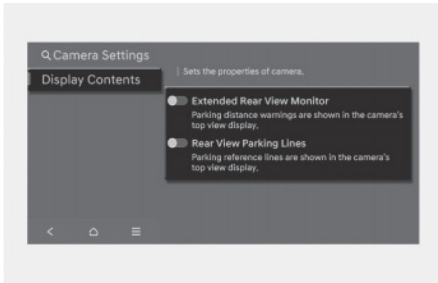 Camera Settings
Display Contents
Sets the properties of camera.
Extended Rear View Monitor
Parking distance warnings are shown in the camera's
top view display.
Rear View Parking Lines
Parking reference lines are shown in the camera's
top view display.